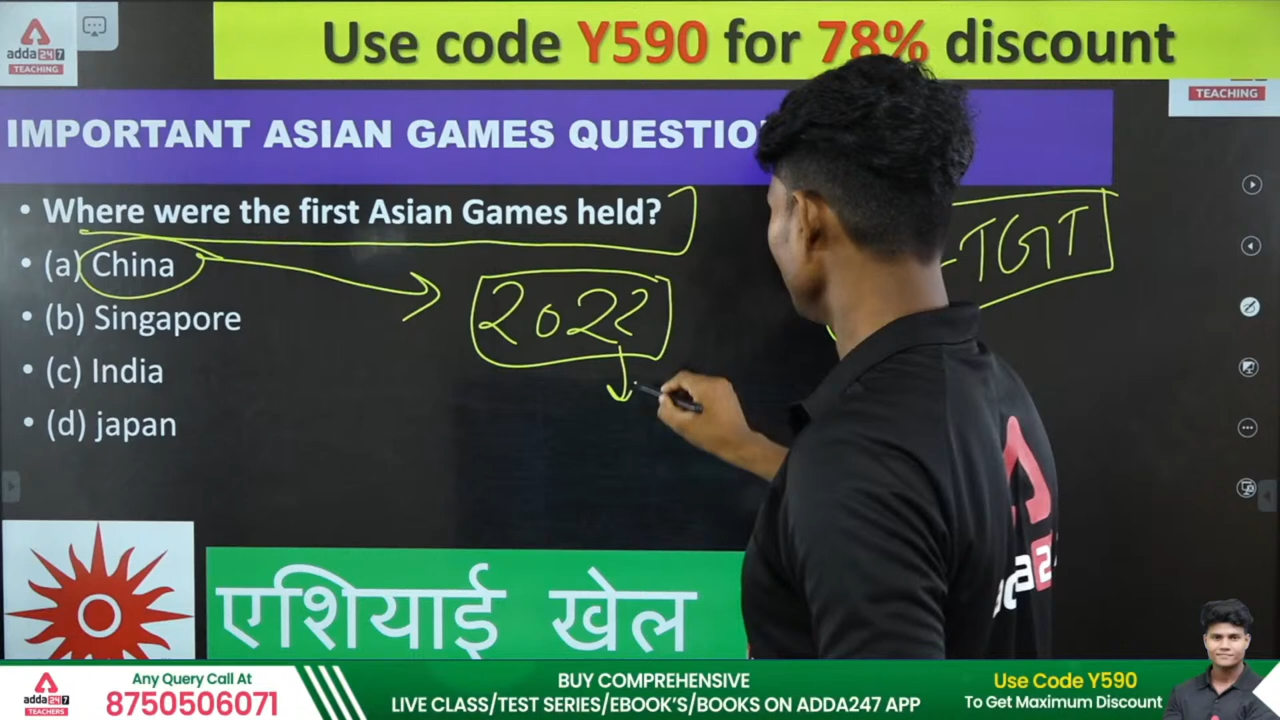 Use code Y590 for 78% discount
adda247
TEACHING
TEACHING
IMPORTANT ASIAN GAMES
• Where were the first Asian Games held?
• (a) China
• (b) Singapore
• (c) India
• (d) japan
2022
TGT
एशियाई खेल
adda247
TEACHERS
Any Query Call At
8750506071
BUY COMPREHENSIVE
LIVE CLASS/TEST SERIES/EBOOK'S/BOOKS ON ADDA247 APP
Use Code Y590
To Get Maximum Discount